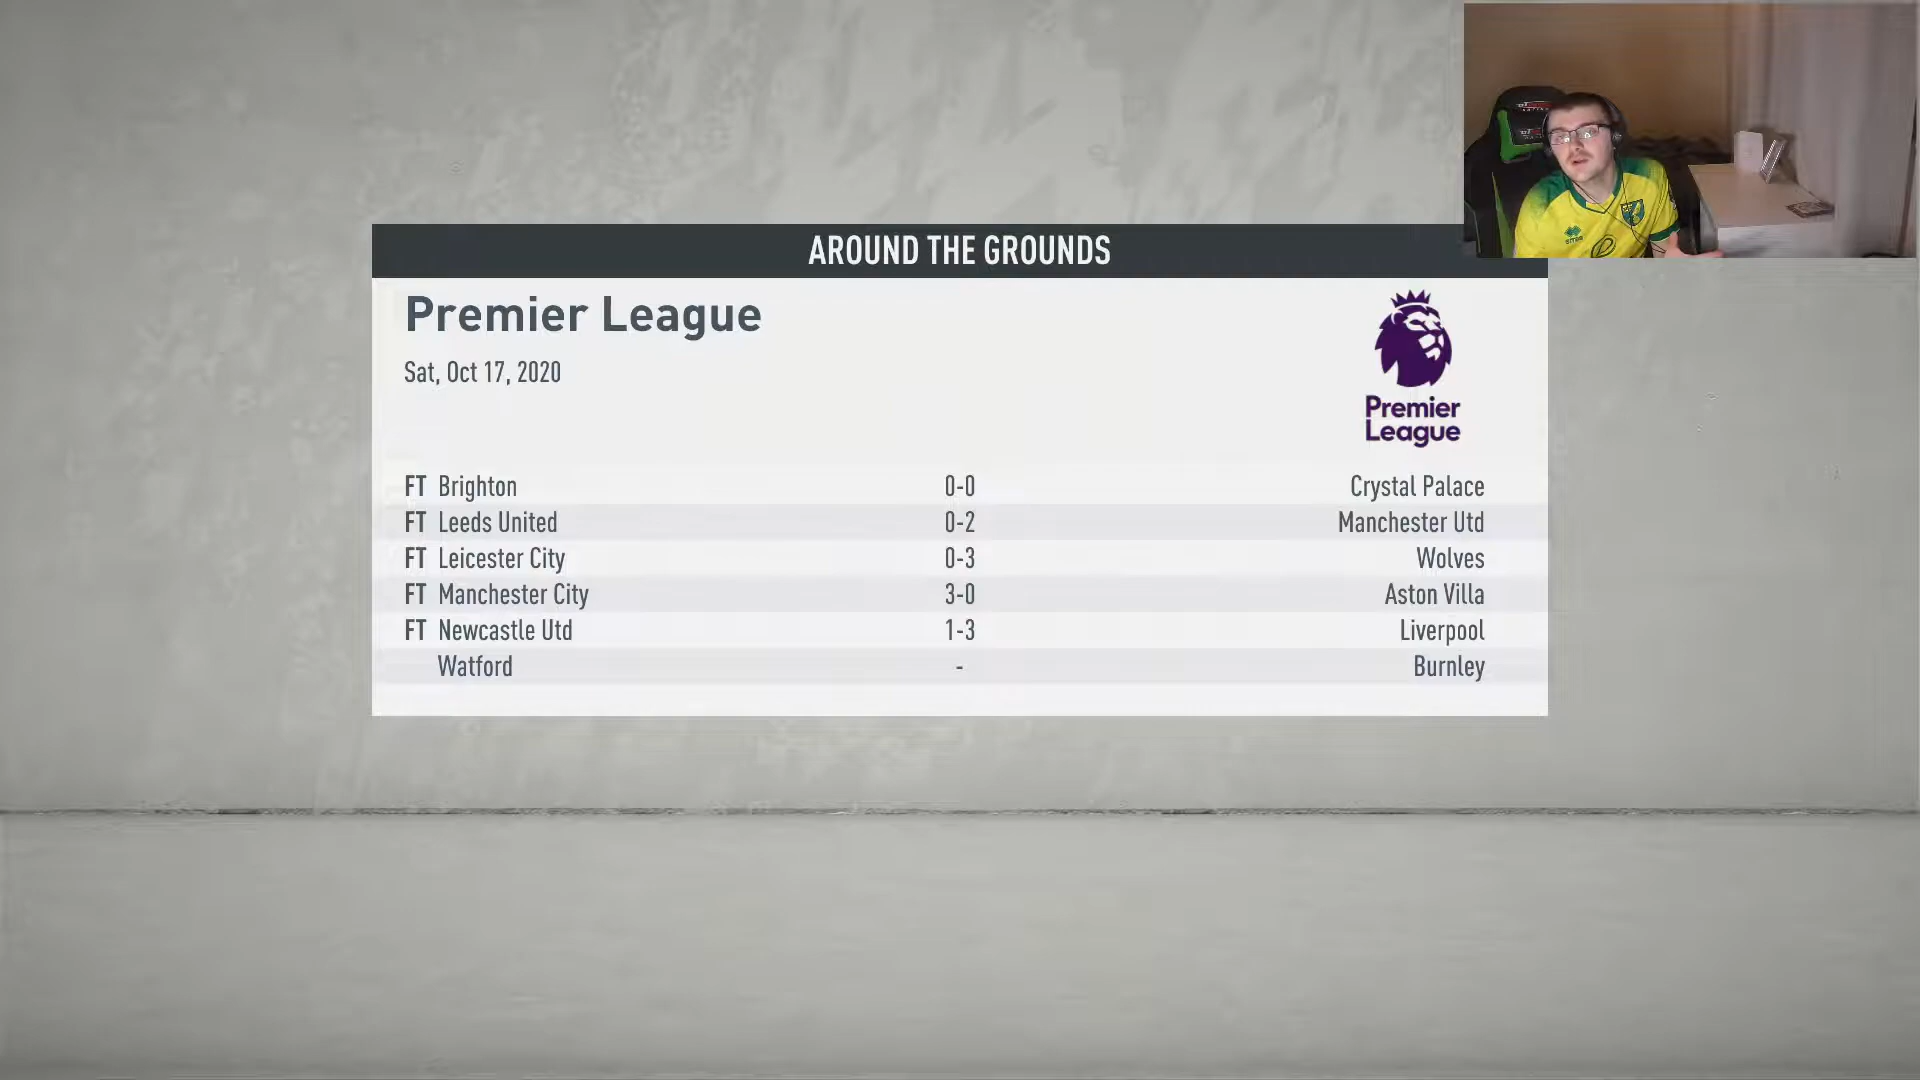 AROUND THE GROUNDS
Premier League
Sat, Oct 17, 2020
Premier
League
FT Brighton 0-0 Crystal Palace
FT Leeds United 0-2 Manchester Utd
FT Leicester City 0-3 Wolves
FT Manchester City 3-0 Aston Villa
FT Newcastle Utd 1-3 Liverpool
Watford - Burnley